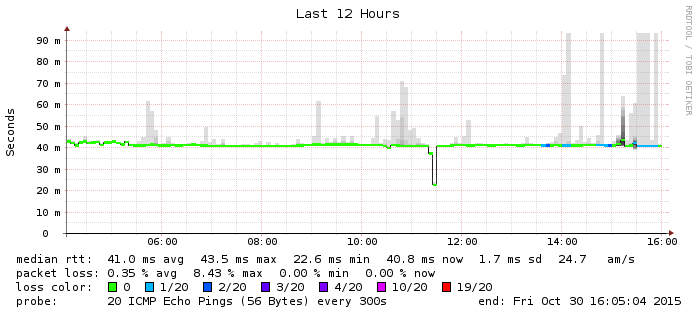 Last 12 Hours
RRDTOOL / TOBI OETIKER
Seconds
90 m
80 m
70 m
60 m
50 m
40 m
30 m
20 m
10 m
0
06:00 08:00 10:00 12:00 14:00 16:00
median rtt: 41.0 ms avg 43.5 ms max 22.6 ms min 40.8 ms now 1.7 ms sd 24.7 am/s
packet loss: 0.35 % avg 8.43 % max 0.00 % min 0.00 % now
loss color: 0 1/20 2/20 3/20 4/20 10/20 19/20
probe: 20 ICMP Echo Pings (56 Bytes) every 300s end: Fri Oct 30 16:05:04 2015